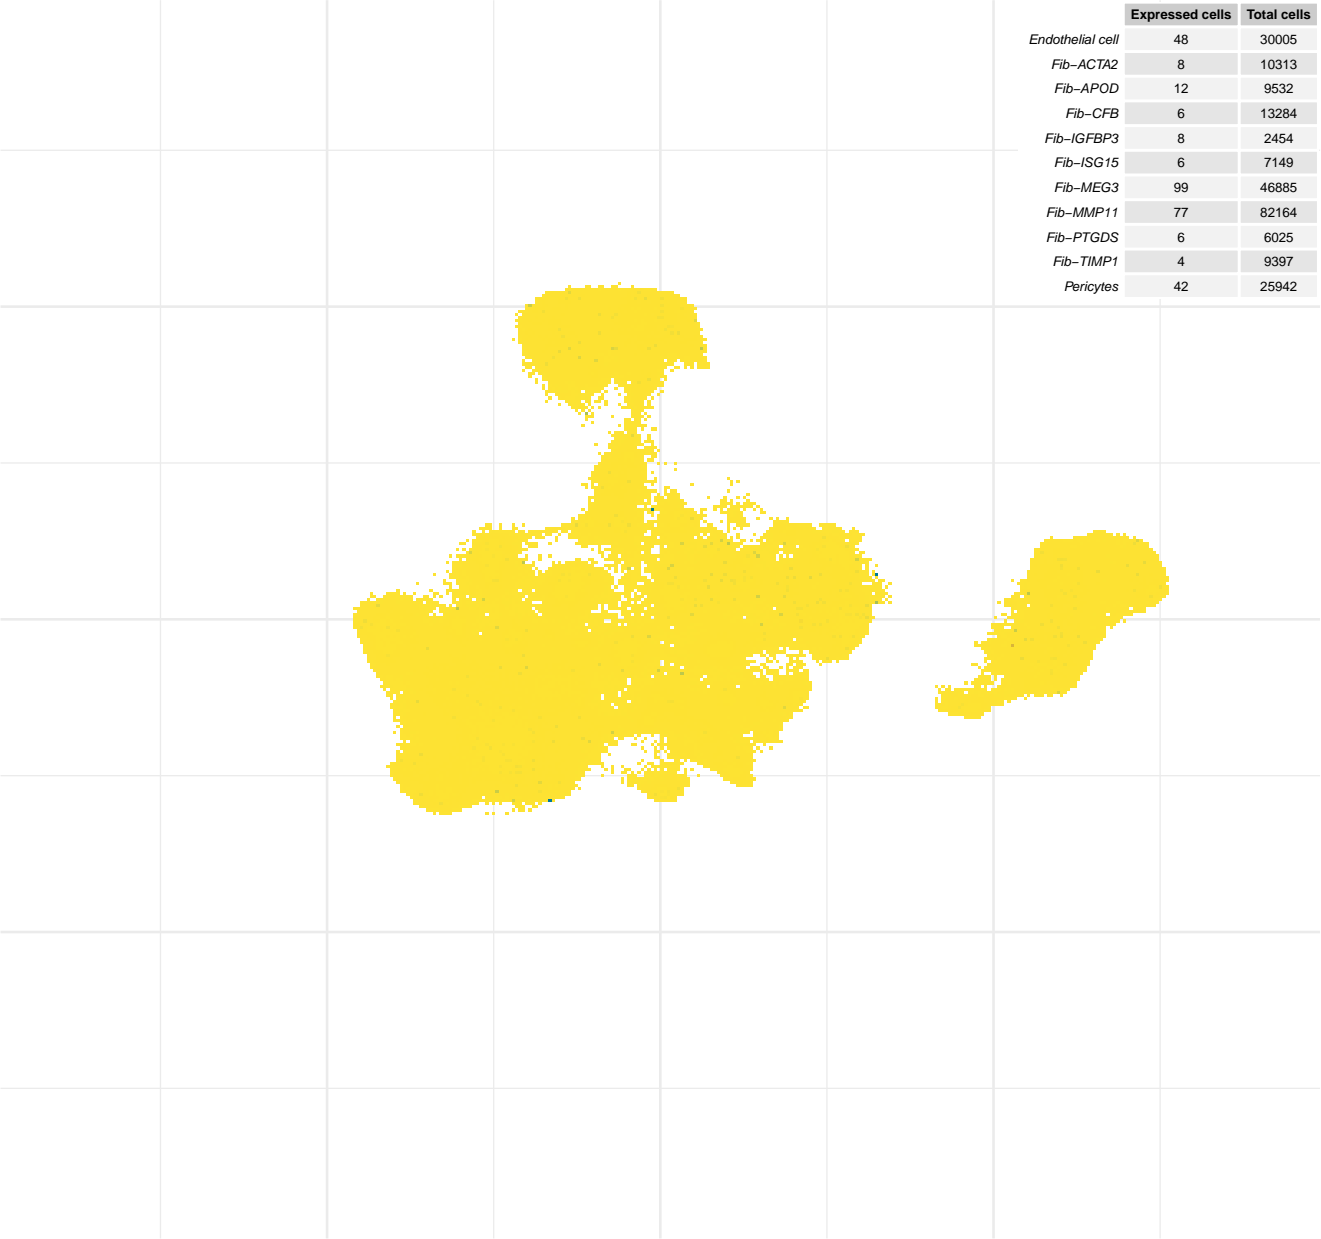 Expressed cells Total cells
Endothelial cell 48 30005
Fib−ACTA2 8 10313
Fib−APOD 12 9532
Fib−CFB 6 13284
Fib−IGFBP3 8 2454
Fib−ISG15 6 7149
Fib−MEG3 99 46885
Fib−MMP11 77 82164
Fib−PTGDS 6 6025
Fib−TIMP1 4 9397
Pericytes 42 25942